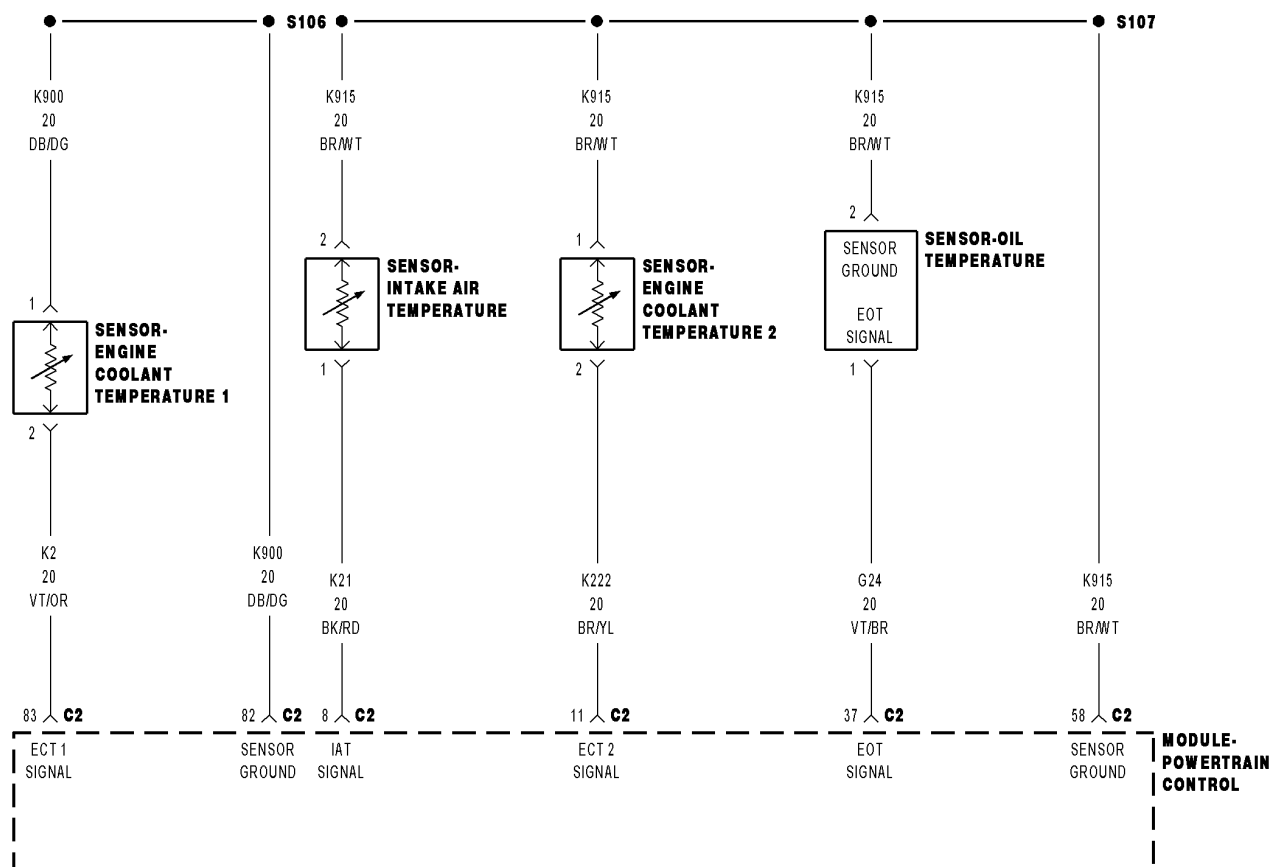 S106
S107
K900
20
DB/DG
K915
20
BR/WT
K915
20
BR/WT
K915
20
BR/WT
1
SENSOR-
ENGINE
COOLANT
TEMPERATURE 1
2
2
SENSOR-
INTAKE AIR
TEMPERATURE
1
1
SENSOR-
ENGINE
COOLANT
TEMPERATURE 2
2
2
SENSOR
GROUND
EOT
SIGNAL
SENSOR-OIL
TEMPERATURE
1
K2
20
VT/OR
K900
20
DB/DG
K21
20
BK/RD
K222
20
BR/YL
G24
20
VT/BR
K915
20
BR/WT
83 C2
82 C2
8 C2
11 C2
37 C2
58 C2
ECT 1
SIGNAL
SENSOR
GROUND
IAT
SIGNAL
ECT 2
SIGNAL
EOT
SIGNAL
SENSOR
GROUND
MODULE-
POWERTRAIN
CONTROL